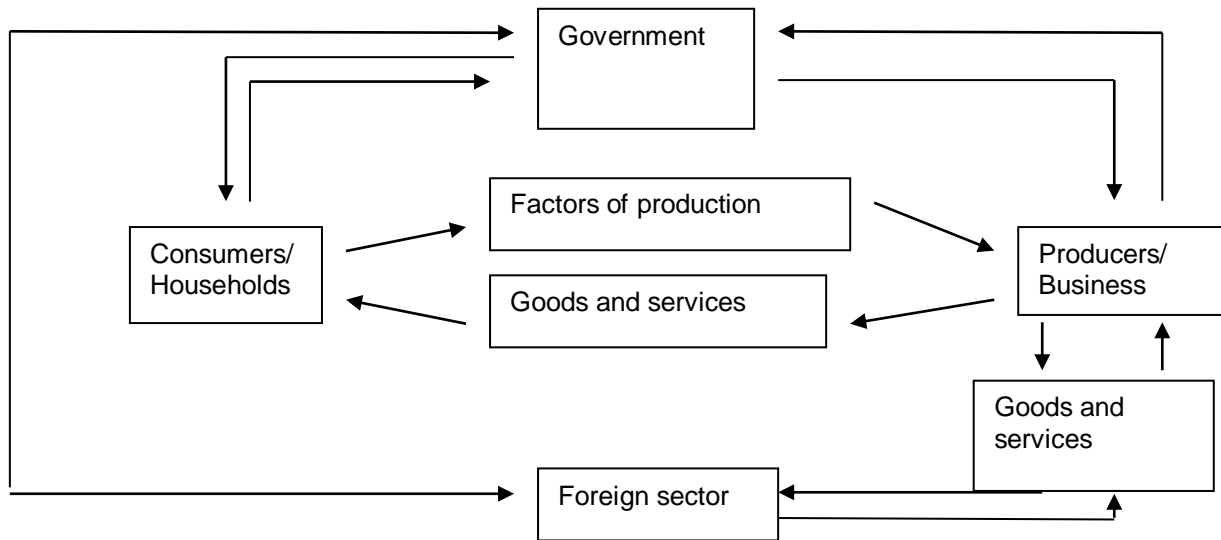 Government
Factors of production
Consumers/
Households
Producers/
Business
Goods and services
Goods and
services
Foreign sector